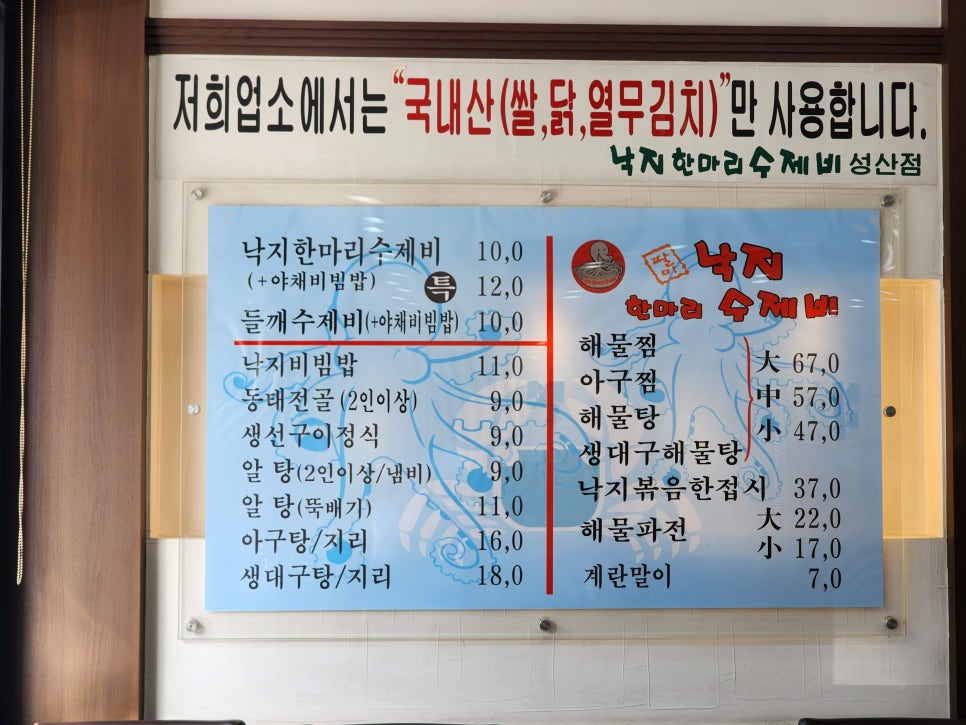 저희업소에서는 “국내산(쌀,닭,열무김치)”만 사용합니다.
낙지한마리수제비 성산점
낙지한마리수제비 10,0
(+야채비빔밥) 특 12,0
들깨수제비(+야채비빔밥) 10,0
낙지비빔밥 11,0
동태전골 (2인이상) 9,0
생선구이정식 9,0
알 탕(2인이상/냄비) 9,0
알 탕(뚝배기) 11,0
아구탕/지리 16,0
생대구탕/지리 18,0
낙지
한마리 수제비
해물찜
아구찜
해물탕
생대구해물탕
大 67,0
中 57,0
小 47,0
낙지볶음한접시 37,0
해물파전 大 22,0
小 17,0
계란말이 7,0